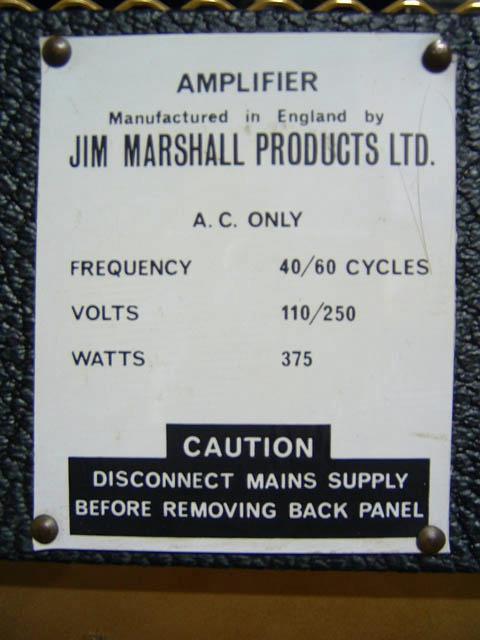 AMPLIFIER
Manufactured in England by
JIM MARSHALL PRODUCTS LTD.
A.C. ONLY
FREQUENCY 40/60 CYCLES
VOLTS 110/250
WATTS 375
CAUTION
DISCONNECT MAINS SUPPLY
BEFORE REMOVING BACK PANEL